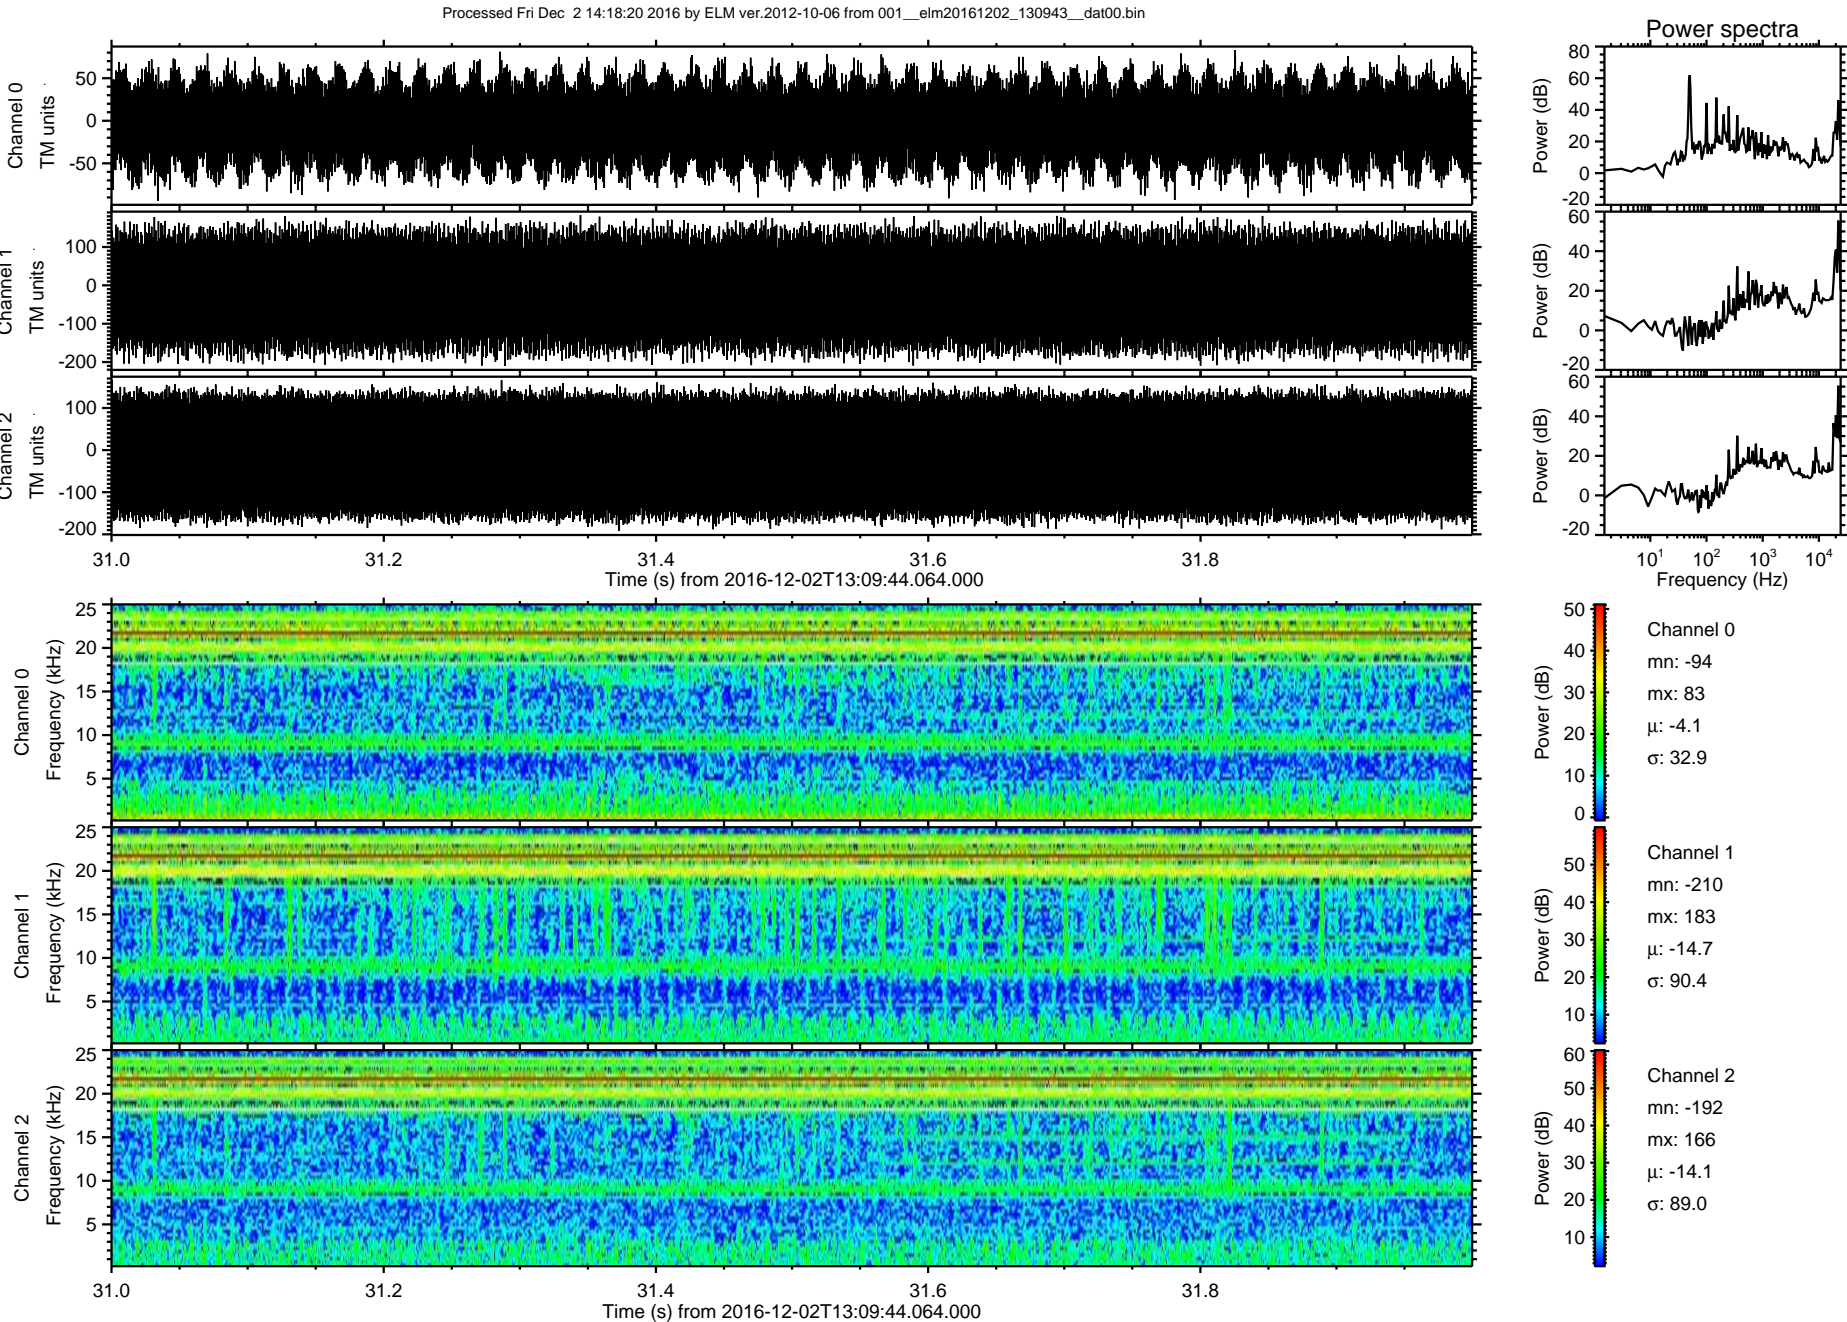 Processed Fri Dec  2 14:18:20 2016 by ELM ver.2012-10-06 from 001__elm20161202_130943__dat00.bin
Power spectra
Channel 0
TM units
50
0
-50
Power (dB)
80
60
40
20
0
-20
Channel 1
TM units
100
0
-100
-200
Power (dB)
60
40
20
0
-20
Channel 2
TM units
100
0
-100
-200
Power (dB)
60
40
20
0
-20
31.0 31.2 31.4 31.6 31.8
Time (s) from 2016-12-02T13:09:44.064.000
10^1 10^2 10^3 10^4
Frequency (Hz)
Channel 0
Frequency (kHz)
25
20
15
10
5
Power (dB)
50
40
30
20
10
0
Channel 0
mn: -94
mx: 83
μ: -4.1
σ: 32.9
Channel 1
Frequency (kHz)
25
20
15
10
5
Power (dB)
50
40
30
20
10
Channel 1
mn: -210
mx: 183
μ: -14.7
σ: 90.4
Channel 2
Frequency (kHz)
25
20
15
10
5
Power (dB)
60
50
40
30
20
10
Channel 2
mn: -192
mx: 166
μ: -14.1
σ: 89.0
31.0 31.2 31.4 31.6 31.8
Time (s) from 2016-12-02T13:09:44.064.000